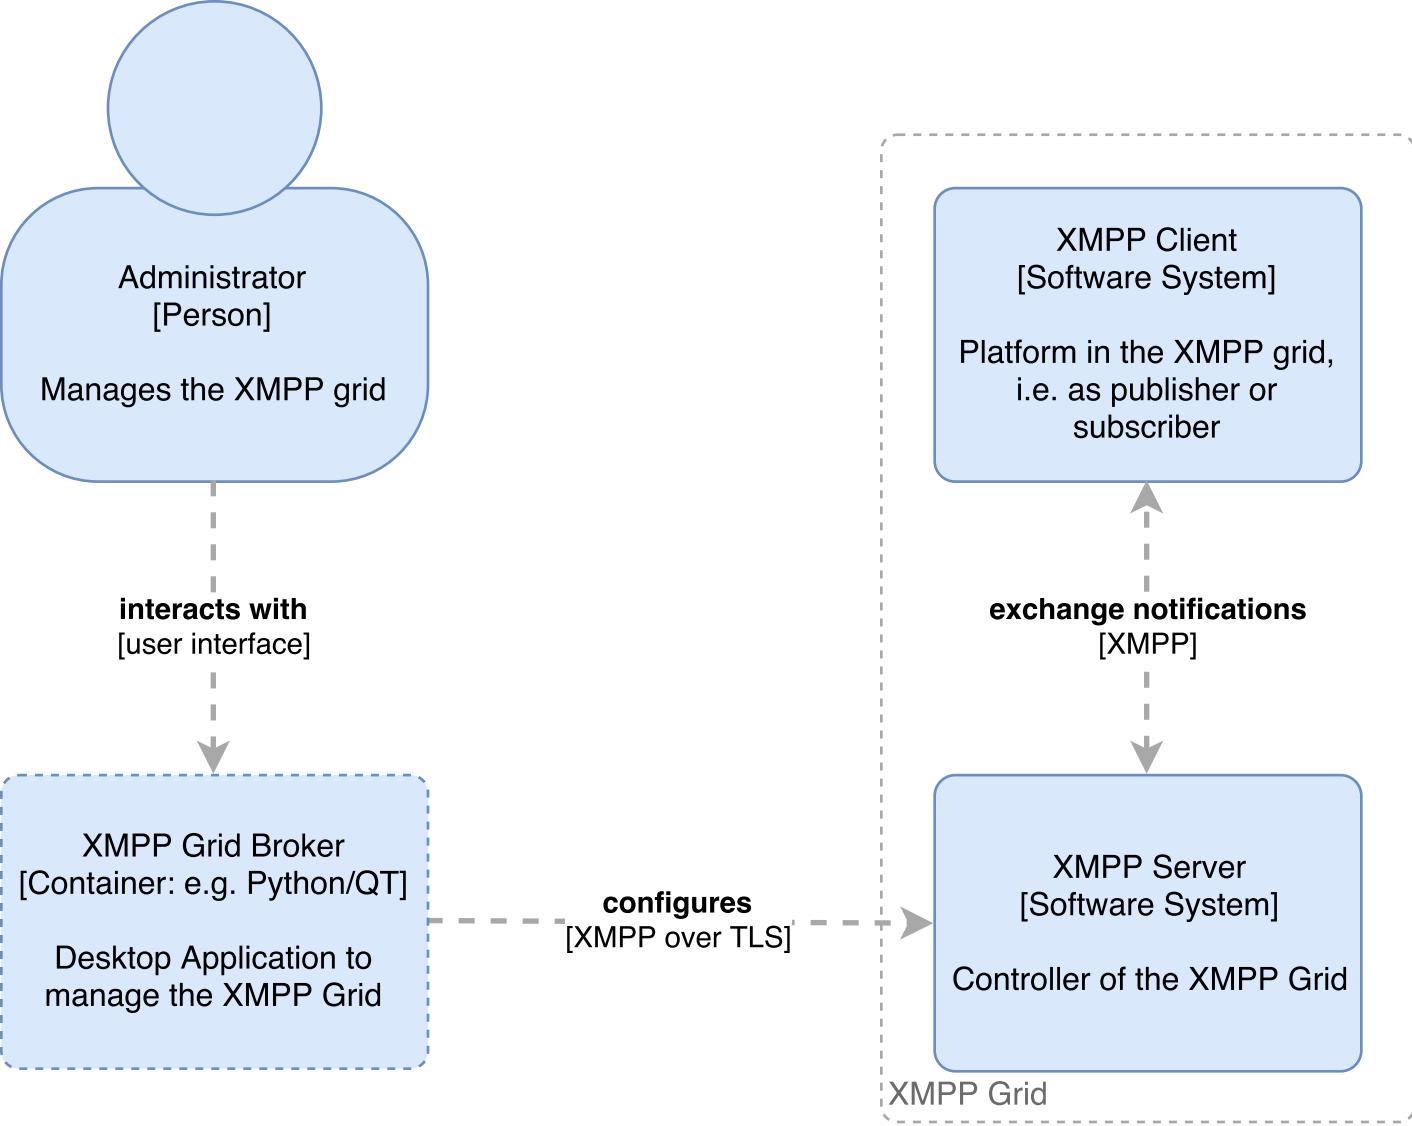 Administrator
[Person]
Manages the XMPP grid
interacts with
[user interface]
XMPP Grid Broker
[Container: e.g. Python/QT]
Desktop Application to
manage the XMPP Grid
configures
[XMPP over TLS]
XMPP Client
[Software System]
Platform in the XMPP grid,
i.e. as publisher or
subscriber
exchange notifications
[XMPP]
XMPP Server
[Software System]
Controller of the XMPP Grid
XMPP Grid